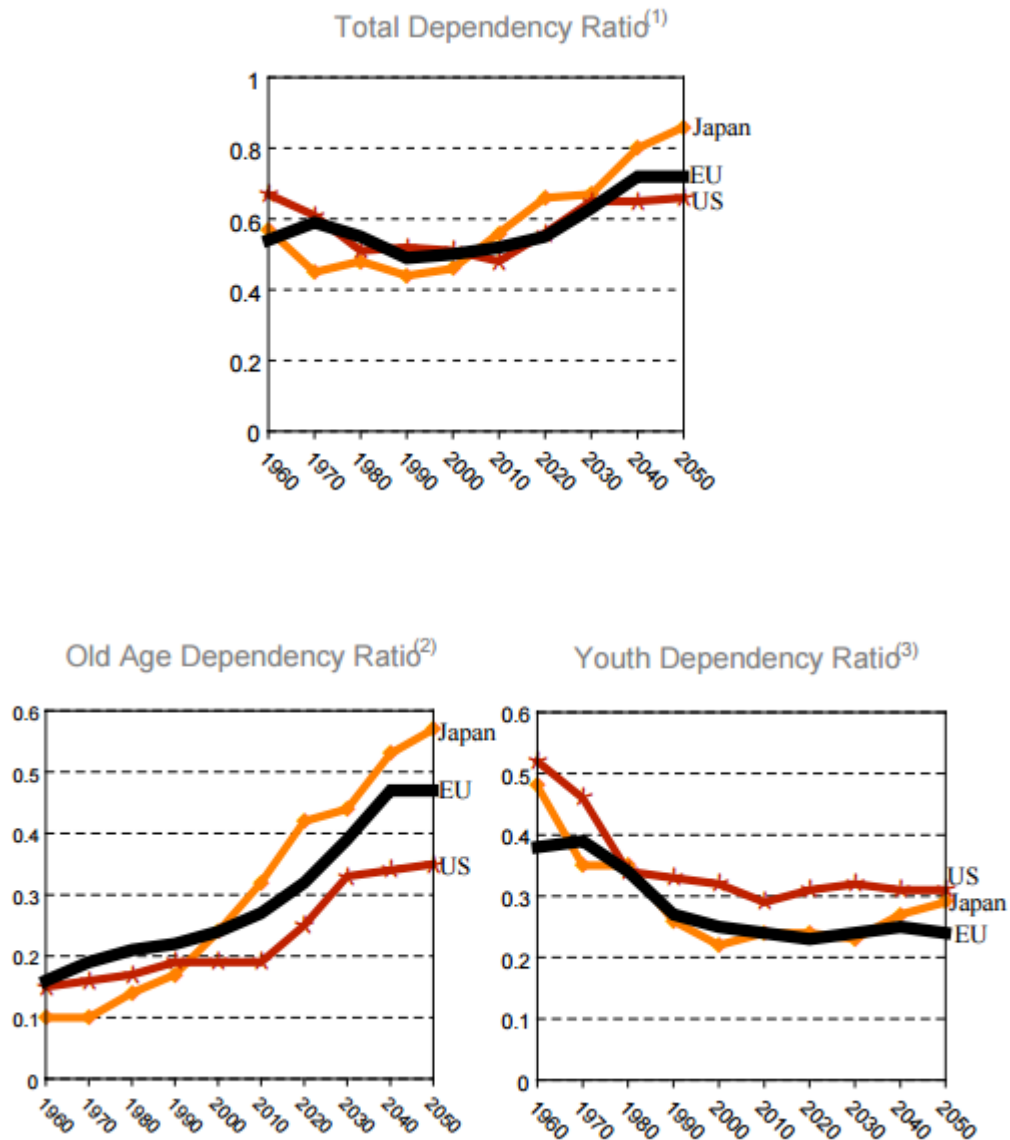 Total Dependency Ratio(1)
1
0.8
0.6
0.4
0.2
0
Japan
EU
US
1960 1970 1980 1990 2000 2010 2020 2030 2040 2050
Old Age Dependency Ratio(2)
0.6
0.5
0.4
0.3
0.2
0.1
0
Japan
EU
US
1960 1970 1980 1990 2000 2010 2020 2030 2040 2050
Youth Dependency Ratio(3)
0.6
0.5
0.4
0.3
0.2
0.1
0
US
Japan
EU
1960 1970 1980 1990 2000 2010 2020 2030 2040 2050